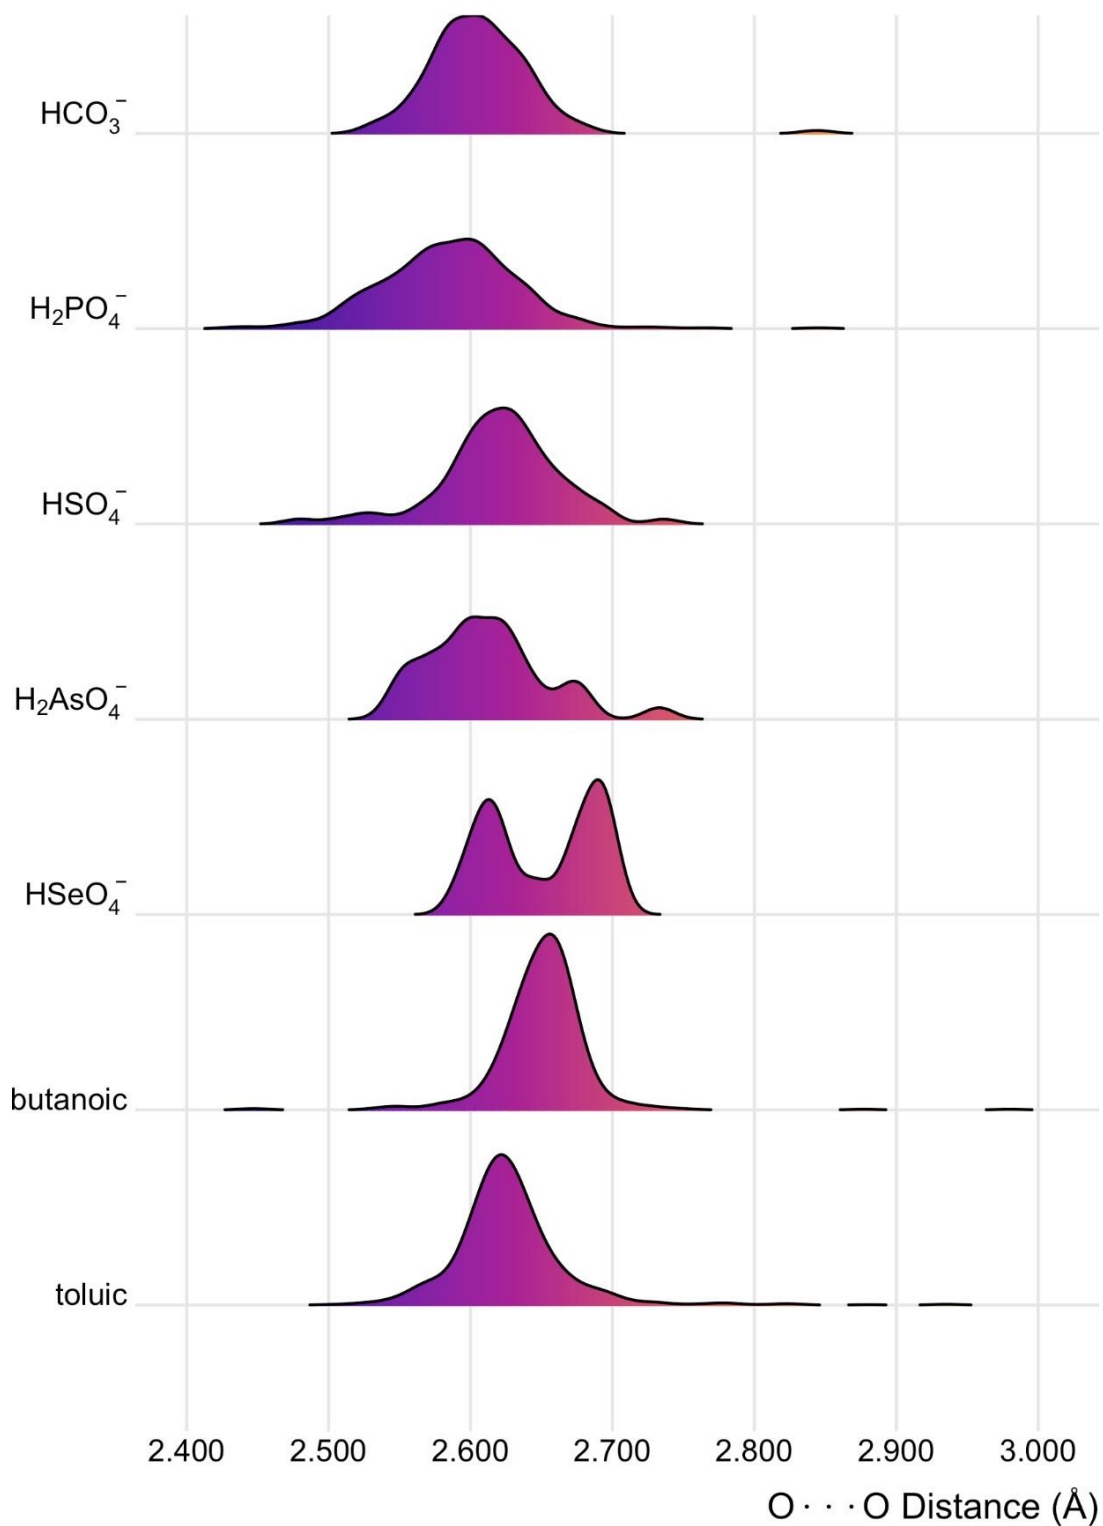 HCO₃⁻
H₂PO₄⁻
HSO₄⁻
H₂AsO₄⁻
HSeO₄⁻
butanoic
toluic
2.400 2.500 2.600 2.700 2.800 2.900 3.000
O · · · O Distance (Å)